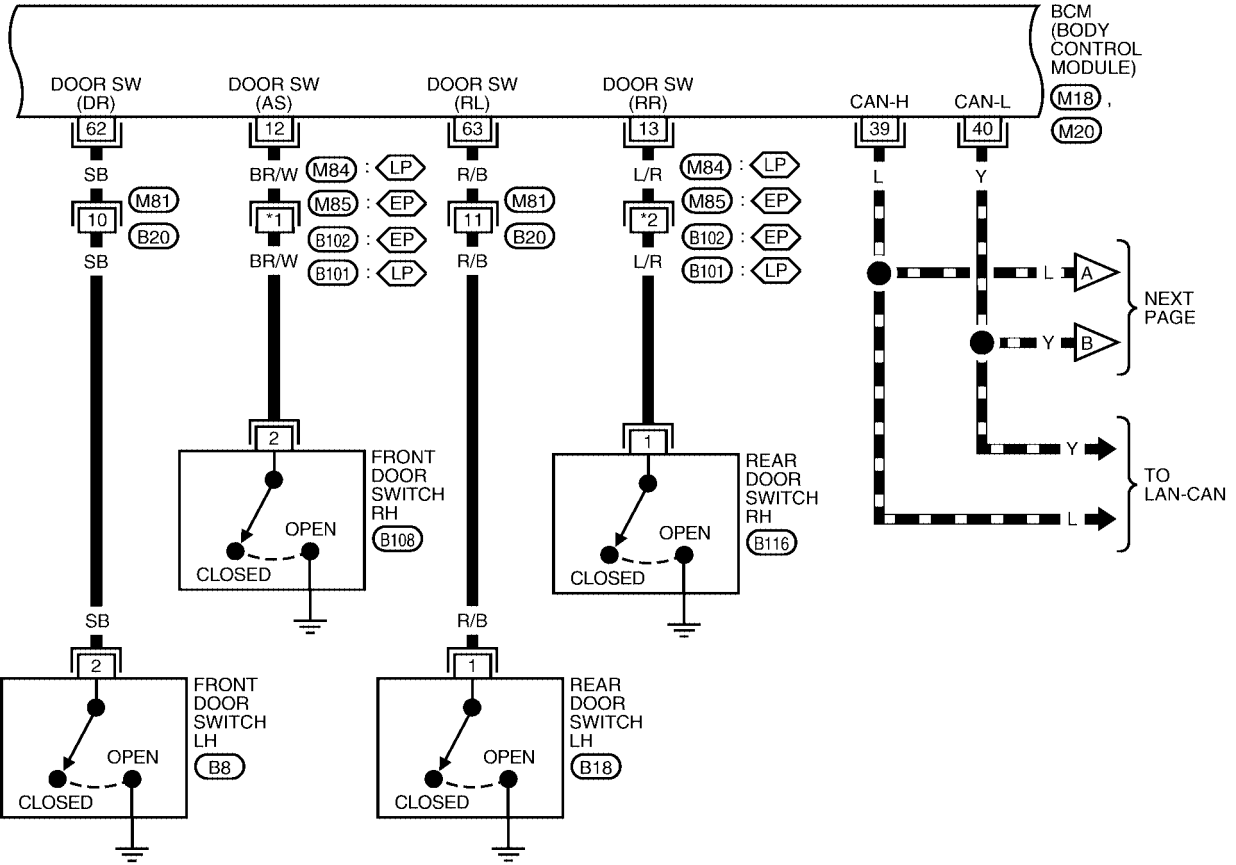 BCM
(BODY
CONTROL
MODULE)
M18 ,
M20
DOOR SW
(DR)
DOOR SW
(AS)
DOOR SW
(RL)
DOOR SW
(RR)
CAN-H
CAN-L
62
12
63
13
39
40
SB
BR/W
R/B
L/R
L
Y
10
M81
B20
*1
M84 : LP
M85 : EP
B102 : EP
B101 : LP
11
M81
B20
*2
M84 : LP
M85 : EP
B102 : EP
B101 : LP
SB
BR/W
R/B
L/R
L
A
Y
B
NEXT
PAGE
Y
L
TO
LAN-CAN
2
FRONT
DOOR
SWITCH
RH
B108
OPEN
CLOSED
1
REAR
DOOR
SWITCH
RH
B116
OPEN
CLOSED
SB
R/B
2
FRONT
DOOR
SWITCH
LH
B8
OPEN
CLOSED
1
REAR
DOOR
SWITCH
LH
B18
OPEN
CLOSED